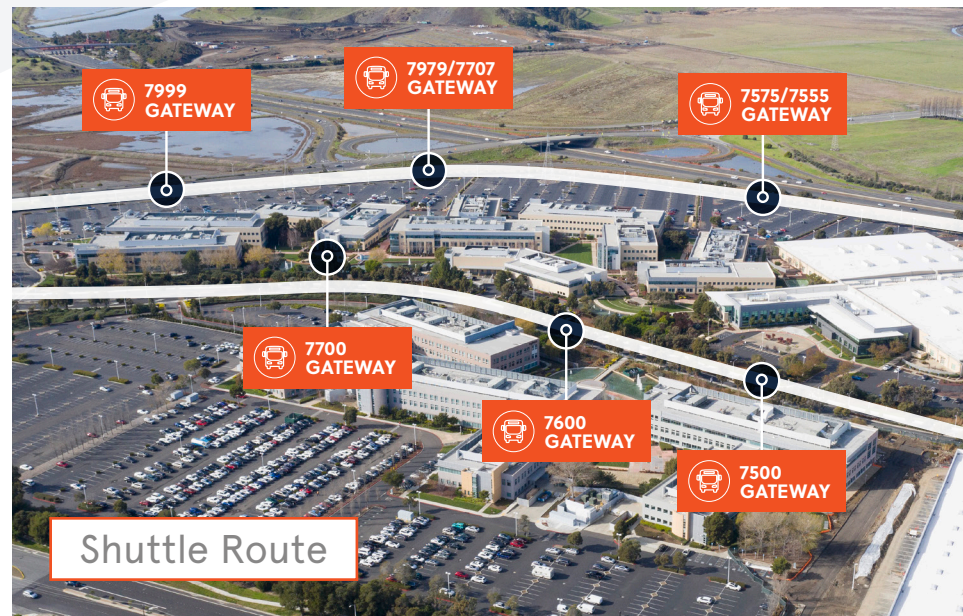 7999
GATEWAY
7979/7707
GATEWAY
7575/7555
GATEWAY
7700
GATEWAY
7600
GATEWAY
7500
GATEWAY
Shuttle Route